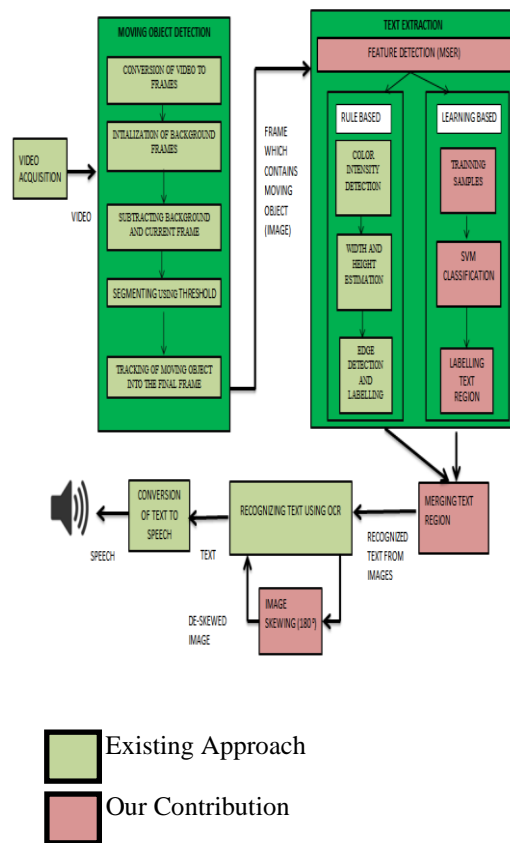 MOVING OBJECT DETECTION
CONVERSION OF VIDEO TO
FRAMES
INTIALIZATION OF BACKGROUND
FRAMES
SUBTRACTING BACKGROUND
AND CURRENT FRAME
SEGMENTING USING THRESHOLD
TRACKING OF MOVING OBJECT
INTO THE FINAL FRAME
VIDEO
ACQUISITION
VIDEO
FRAME
WHICH
CONTAINS
MOVING
OBJECT
(IMAGE)
TEXT EXTRACTION
FEATURE DETECTION (MSER)
RULE BASED
COLOR
INTENSITY
DETECTION
WIDTH AND
HEIGHT
ESTIMATION
EDGE
DETECTION
AND
LABELLING
LEARNING BASED
TRANNING
SAMPLES
SVM
CLASSIFICATION
LABELLING
TEXT
REGION
MERGING TEXT
REGION
RECOGNIZED
TEXT FROM
IMAGES
RECOGNIZING TEXT USING OCR
IMAGE
SKEWING (180°)
DE-SKEWED
IMAGE
TEXT
CONVERSION
OF TEXT TO
SPEECH
SPEECH
Existing Approach
Our Contribution